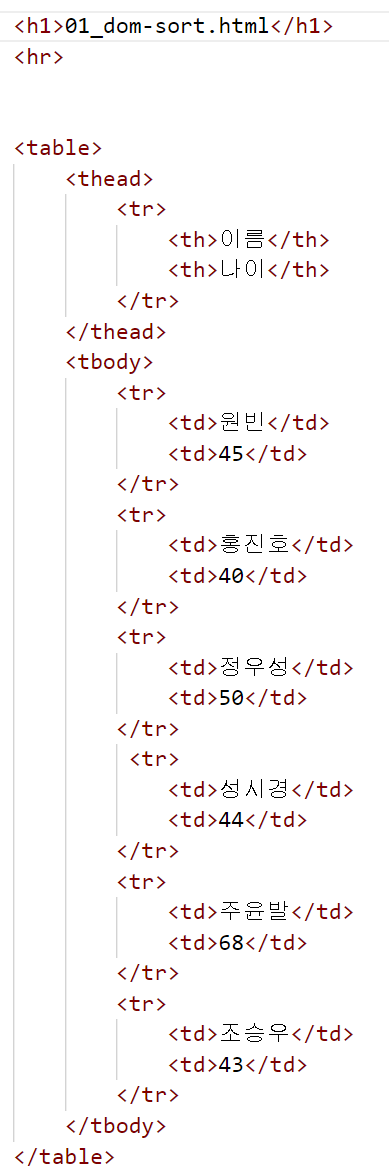 <h1>01_dom-sort.html</h1>
<hr>
<table>
<thead>
<tr>
<th>이름</th>
<th>나이</th>
</tr>
</thead>
<tbody>
<tr>
<td>원빈</td>
<td>45</td>
</tr>
<tr>
<td>홍진호</td>
<td>40</td>
</tr>
<tr>
<td>정우성</td>
<td>50</td>
</tr>
<tr>
<td>성시경</td>
<td>44</td>
</tr>
<tr>
<td>주윤발</td>
<td>68</td>
</tr>
<tr>
<td>조승우</td>
<td>43</td>
</tr>
</tbody>
</table>